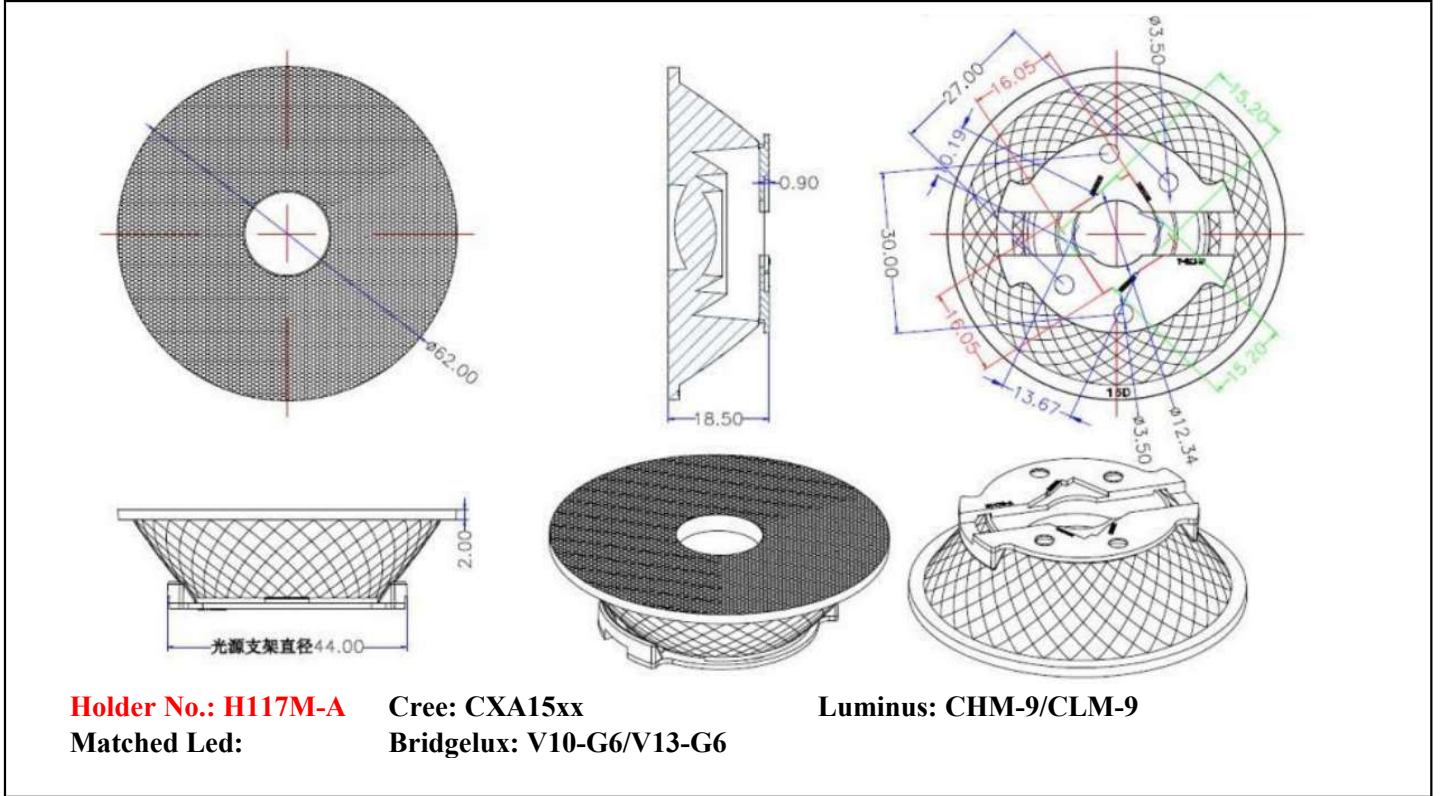 ø62.00
0.90
18.50
ø3.50
27.00
16.05
15.20
0.19
30.00
16.05
15.20
13.67
15D
ø3.50
ø12.34
2.00
光源支架直径44.00
Holder No.: H117M-A Cree: CXA15xx Luminus: CHM-9/CLM-9
Matched Led: Bridgelux: V10-G6/V13-G6